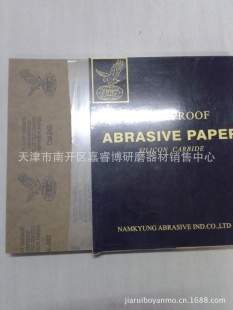 PROOF
ABRASIVE PAPER
SILICON CARBIDE
天津市南开区嘉睿博研磨器材销售中心
NAMKYUNG ABRASIVE IND.CO.,LTD
jiaruiboyanmo.cn.1688.com